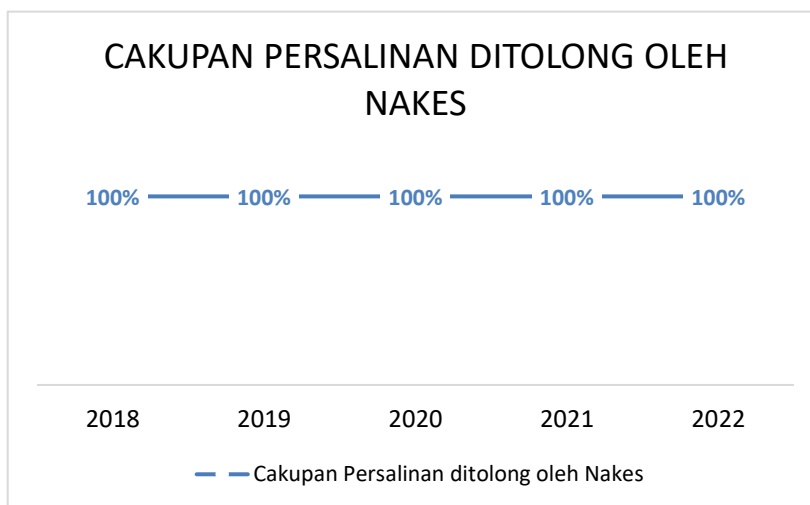 CAKUPAN PERSALINAN DITOLONG OLEH
NAKES
100% 100% 100% 100% 100%
2018 2019 2020 2021 2022
Cakupan Persalinan ditolong oleh Nakes